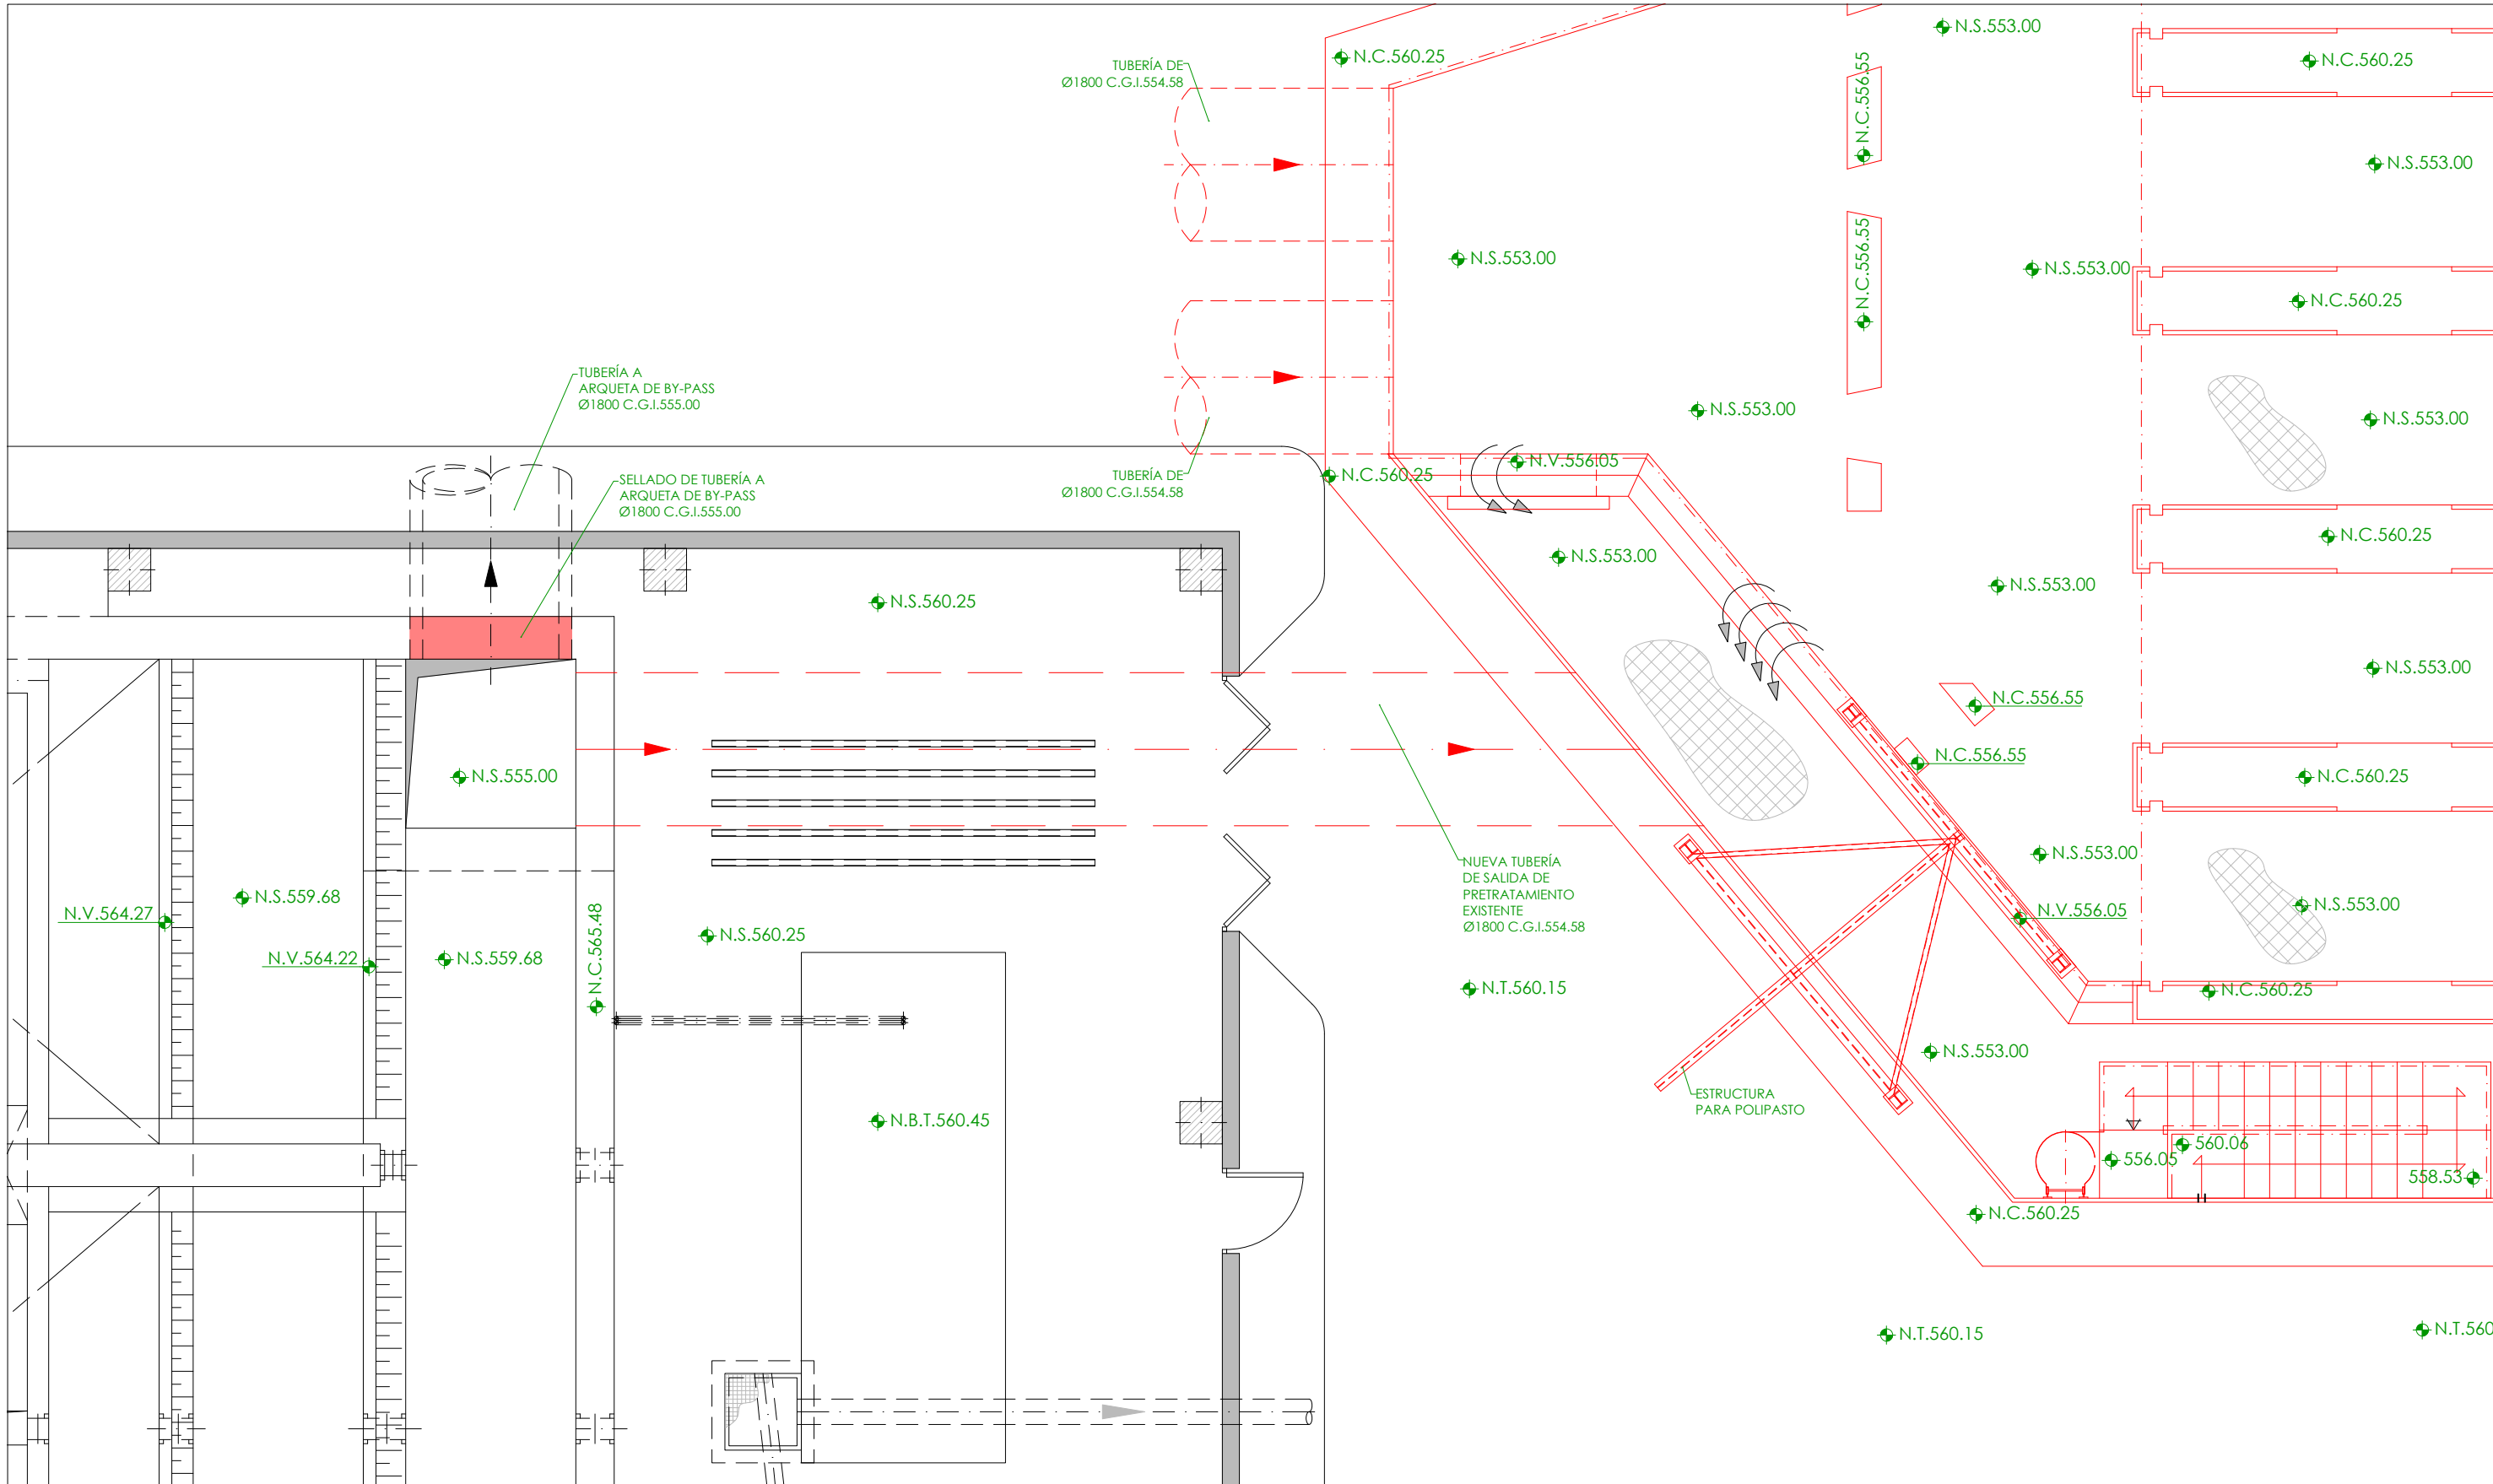 N.S.553.00
N.C.560.25
N.C.560.25
TUBERÍA DE
Ø1800 C.G.I.554.58
N.C.556.55
N.S.553.00
N.C.556.55
N.S.553.00
N.S.553.00
N.C.560.25
TUBERÍA A
ARQUETA DE BY-PASS
Ø1800 C.G.I.555.00
N.S.553.00
N.S.553.00
SELLADO DE TUBERÍA A
ARQUETA DE BY-PASS
Ø1800 C.G.I.555.00
TUBERÍA DE
Ø1800 C.G.I.554.58
N.C.560.25
N.V.556.05
N.C.560.25
N.S.553.00
N.S.553.00
N.S.560.25
N.S.553.00
N.C.556.55
N.C.556.55
N.S.555.00
N.C.560.25
N.S.553.00
NUEVA TUBERÍA
DE SALIDA DE
PRETRATAMIENTO
EXISTENTE
Ø1800 C.G.I.554.58
N.S.559.68
N.V.564.27
N.S.553.00
N.V.556.05
N.C.565.48
N.S.560.25
N.V.564.22
N.S.559.68
N.T.560.15
N.C.560.25
N.S.553.00
ESTRUCTURA
PARA POLIPASTO
N.B.T.560.45
560.06
556.05
558.53
N.C.560.25
N.T.560.15
N.T.560